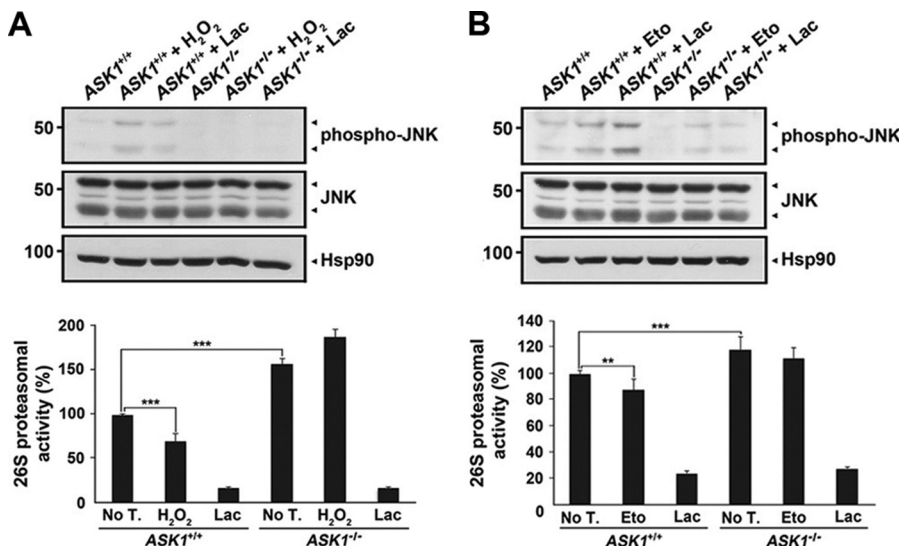 A
ASK1+/+
ASK1+/+ + H2O2
ASK1+/+ + Lac
ASK1-/-
ASK1-/- + H2O2
ASK1-/- + Lac
50
phospho-JNK
50
JNK
100
Hsp90
26S proteasomal
activity (%)
200
150
100
50
0
***
***
No T. H2O2 Lac No T. H2O2 Lac
ASK1+/+ ASK1-/-
B
ASK1+/+
ASK1+/+ + Eto
ASK1+/+ + Lac
ASK1-/-
ASK1-/- + Eto
ASK1-/- + Lac
50
phospho-JNK
50
JNK
100
Hsp90
26S proteasomal
activity (%)
140
120
100
80
60
40
20
0
***
**
No T. Eto Lac No T. Eto Lac
ASK1+/+ ASK1-/-